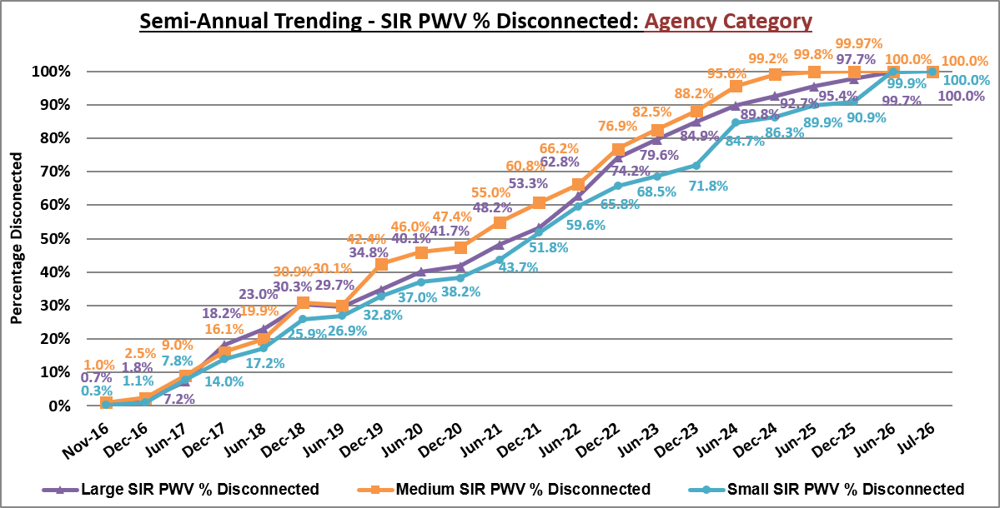 Semi-Annual Trending - SIR PWV % Disconnected: Agency Category
Percentage Disconected
100%
90%
80%
70%
60%
50%
40%
30%
20%
10%
0%
1.0%
2.5%
9.0%
16.1%
19.9%
30.9%
30.1%
42.4%
46.0%
47.4%
55.0%
60.8%
66.2%
76.9%
82.5%
88.2%
95.6%
99.2%
99.8%
99.97%
100.0%
100.0%
0.7%
1.8%
7.2%
18.2%
23.0%
30.3%
29.7%
34.8%
40.1%
41.7%
48.2%
53.3%
62.8%
74.2%
79.6%
84.9%
89.8%
92.7%
95.4%
97.7%
99.7%
100.0%
0.3%
1.1%
7.8%
14.0%
17.2%
25.9%
26.9%
32.8%
37.0%
38.2%
43.7%
51.8%
59.6%
65.8%
68.5%
71.8%
84.7%
86.3%
89.9%
90.9%
99.9%
100.0%
Nov-16
Dec-16
Jun-17
Dec-17
Jun-18
Dec-18
Jun-19
Dec-19
Jun-20
Dec-20
Jun-21
Dec-21
Jun-22
Dec-22
Jun-23
Dec-23
Jun-24
Dec-24
Jun-25
Dec-25
Jun-26
Jul-26
Large SIR PWV % Disconnected
Medium SIR PWV % Disconnected
Small SIR PWV % Disconnected